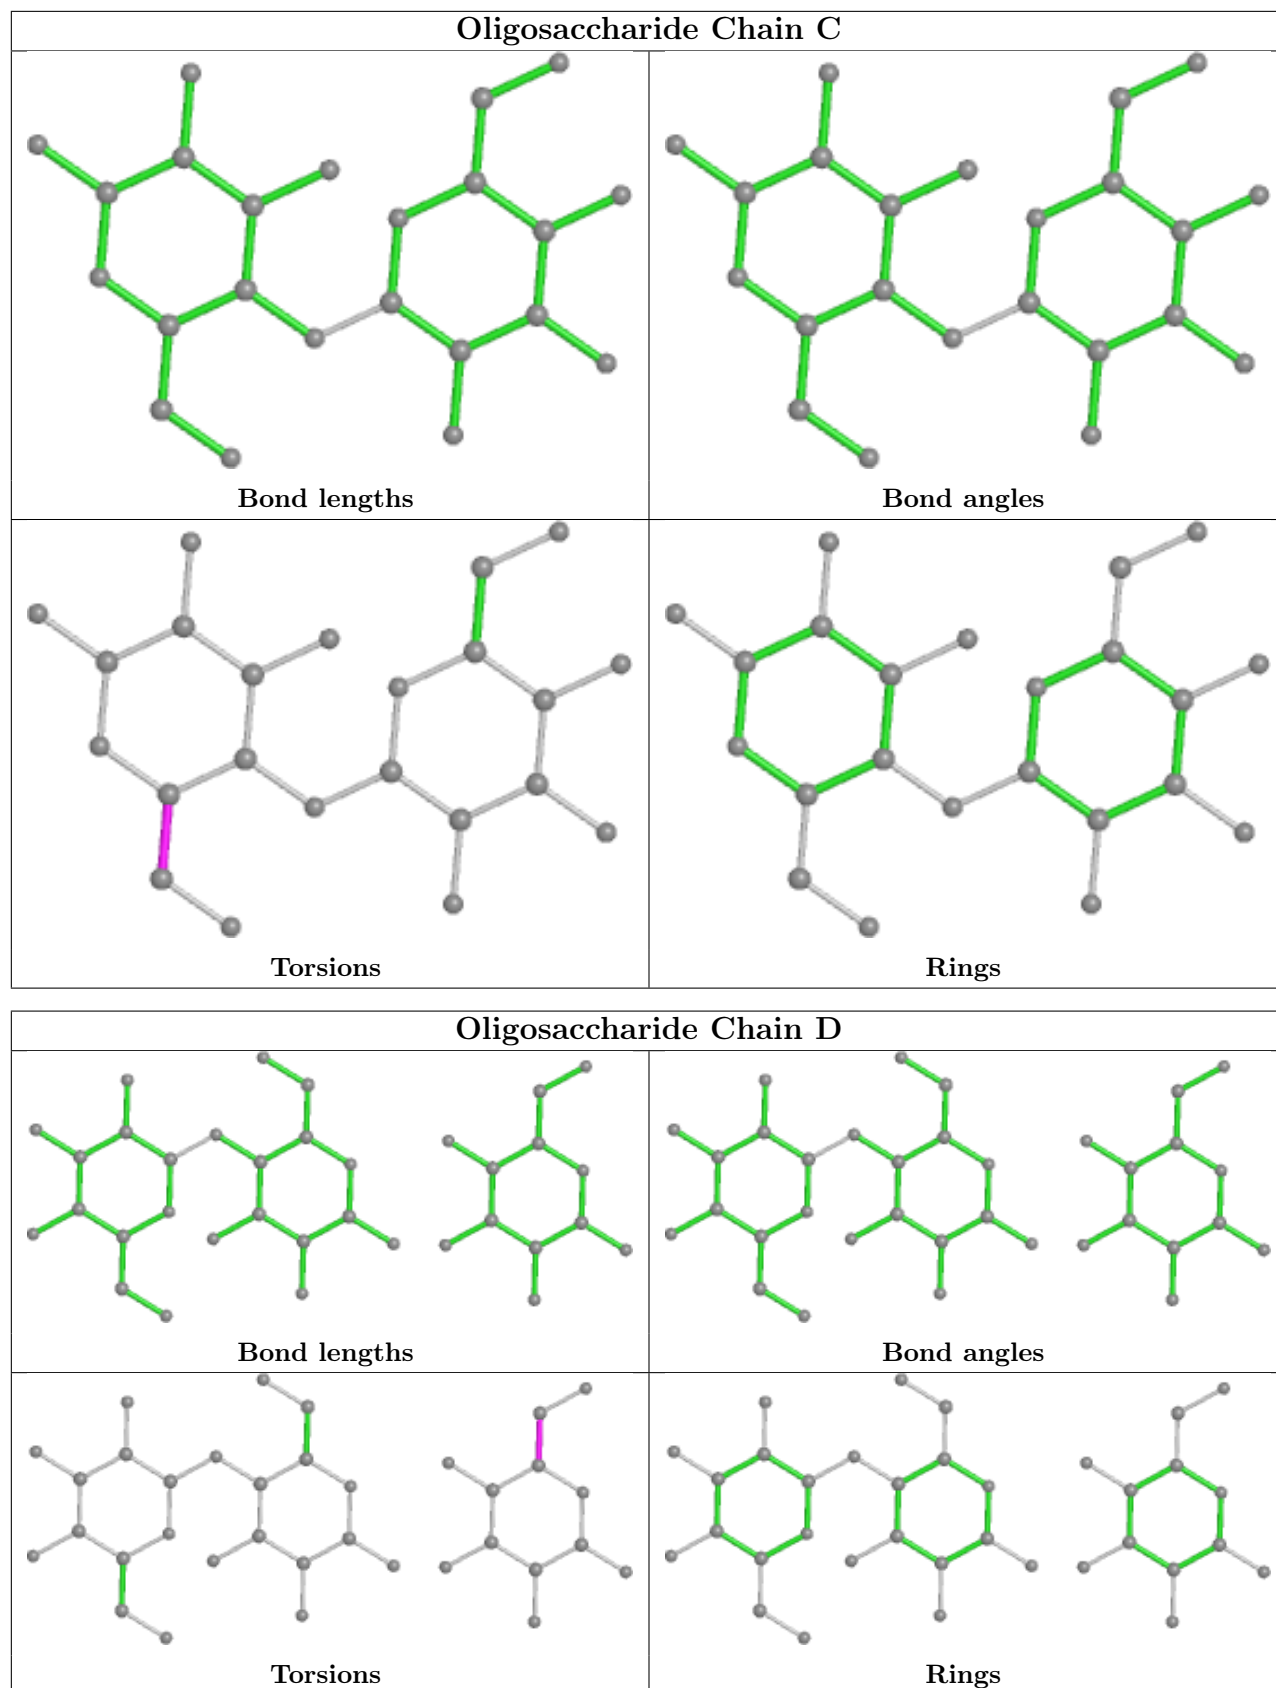 Oligosaccharide Chain C
Bond lengths
Bond angles
Torsions
Rings
Oligosaccharide Chain D
Bond lengths
Bond angles
Torsions
Rings